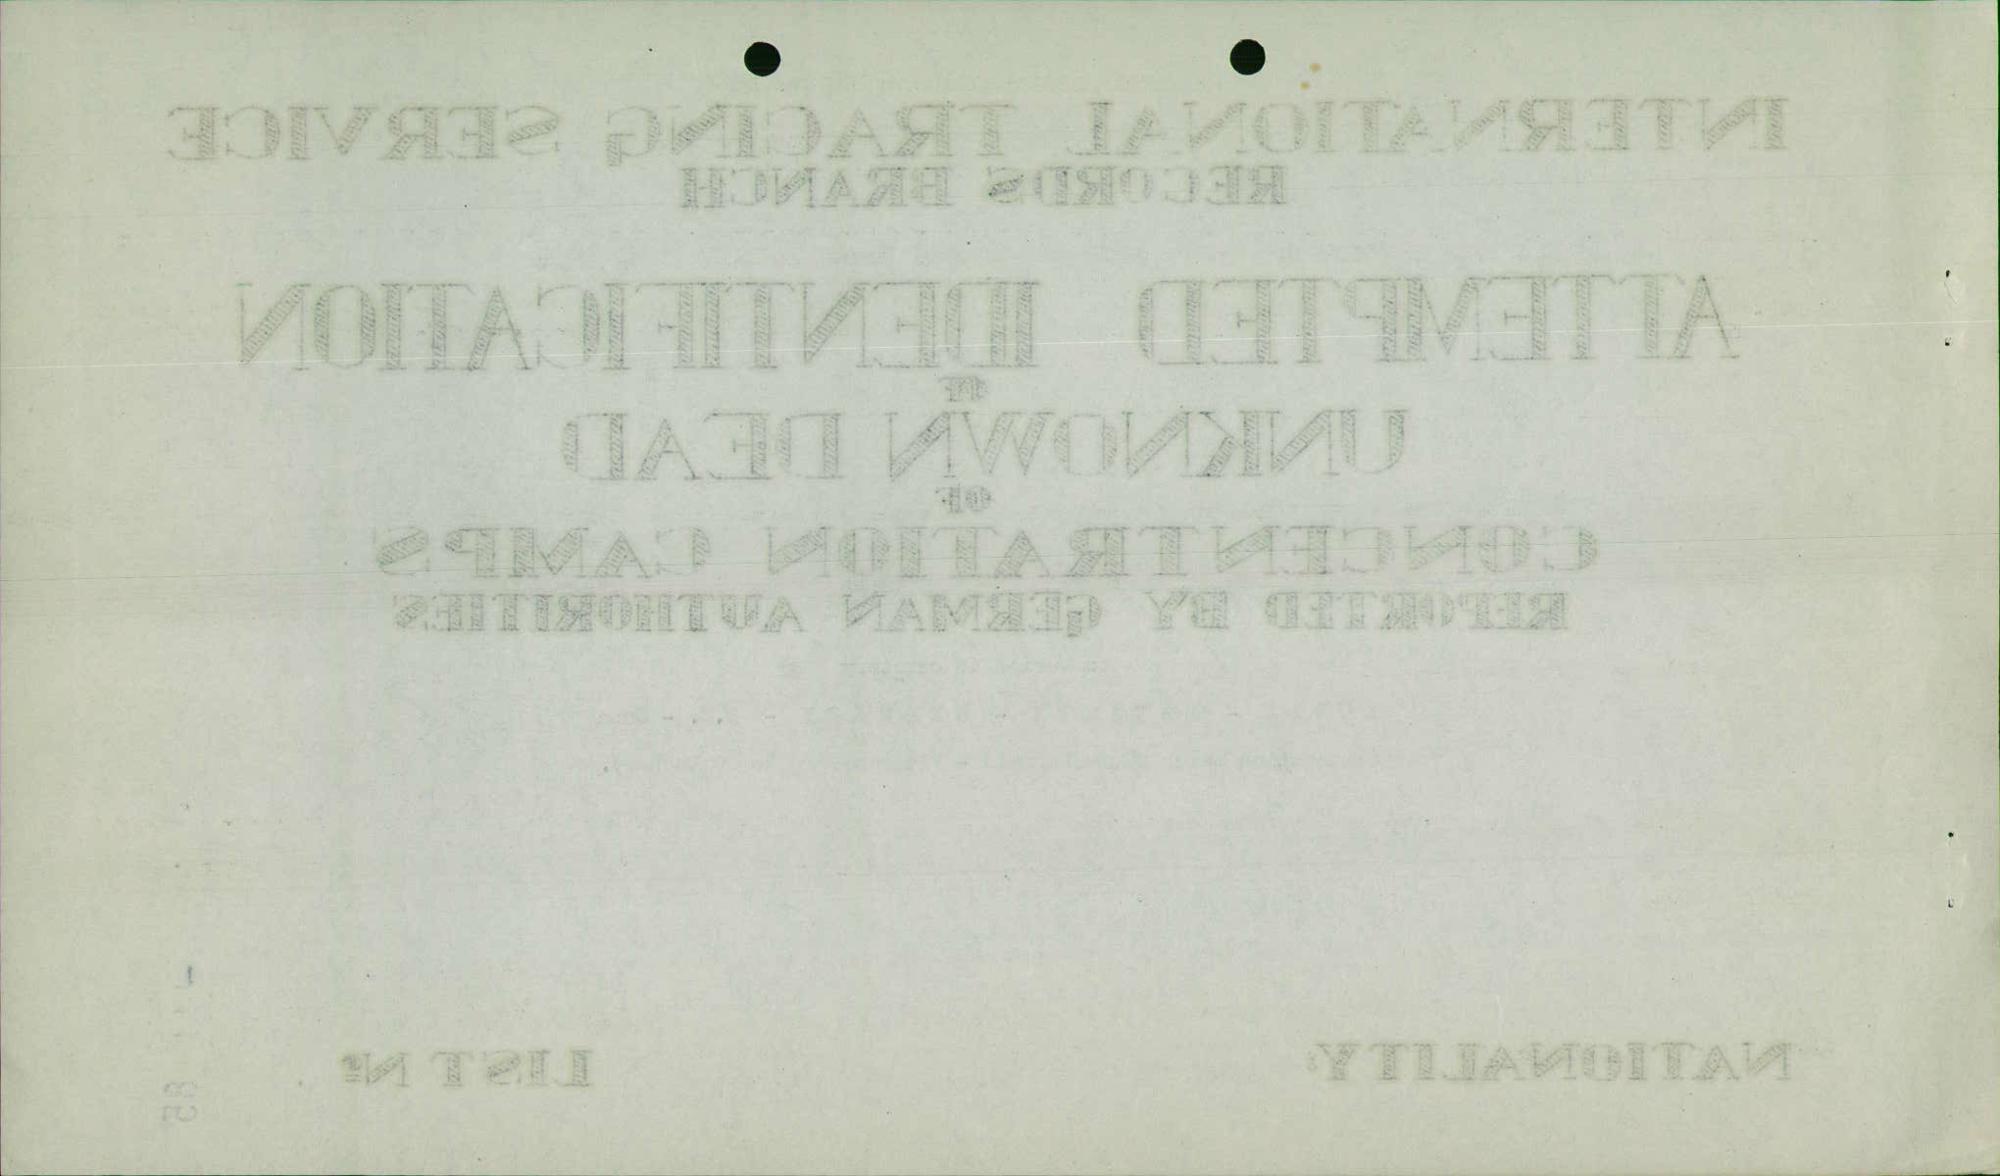 INTERNATIONAL TRACING SERVICE
RECORDS BRANCH
ATTEMPTED IDENTIFICATION
OF
UNKNOWN DEAD
OF
CONCENTRATION CAMPS
REPORTED BY GERMAN AUTHORITIES
NATIONALITY: LIST Nº